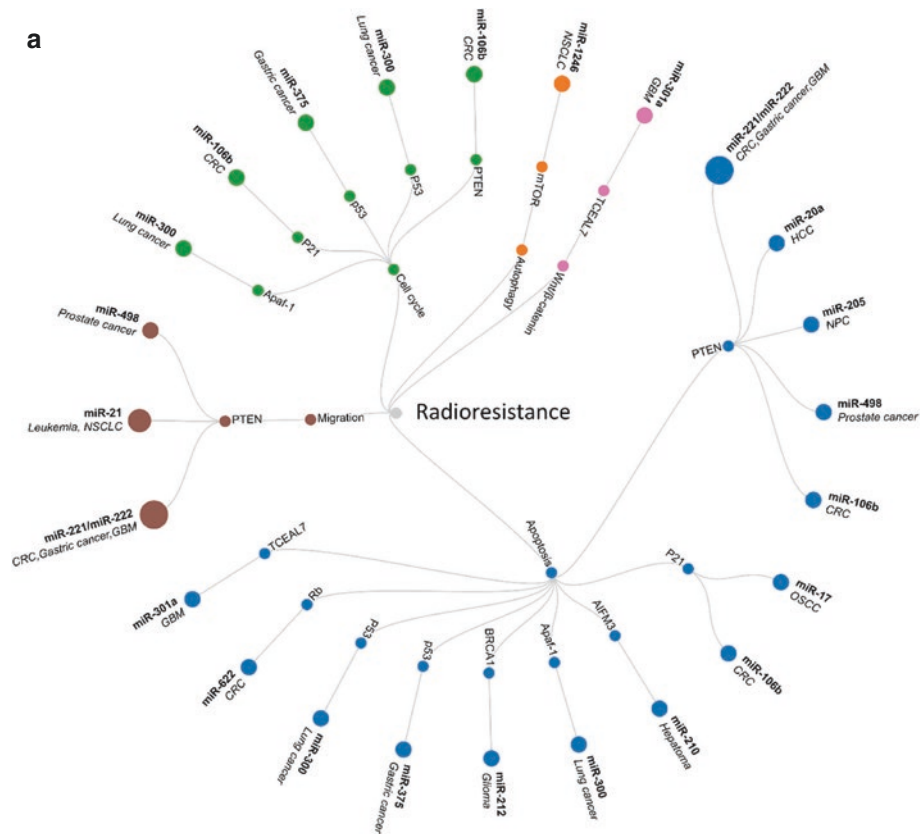 a
miR-106b
CRC
PTEN
miR-300
Lung cancer
P53
miR-375
Gastric cancer
p53
miR-106b
CRC
P21
miR-300
Lung cancer
Apaf-1
Cell cycle
miR-1246
NSCLC
mTOR
Autophagy
miR-301a
GBM
TCEAL7
Wnt/β-catenin
miR-221/miR-222
CRC,Gastric cancer,GBM
miR-20a
HCC
miR-205
NPC
PTEN
miR-498
Prostate cancer
miR-106b
CRC
miR-498
Prostate cancer
miR-21
Leukemia, NSCLC
PTEN
Migration
Radioresistance
miR-221/miR-222
CRC,Gastric cancer,GBM
Apoptosis
TCEAL7
miR-301a
GBM
Rb
miR-622
CRC
P53
miR-300
Lung cancer
p53
miR-375
Gastric cancer
BRCA1
miR-212
Glioma
Apaf-1
miR-300
Lung cancer
AIFM3
miR-210
Hepatoma
P21
miR-17
OSCC
miR-106b
CRC